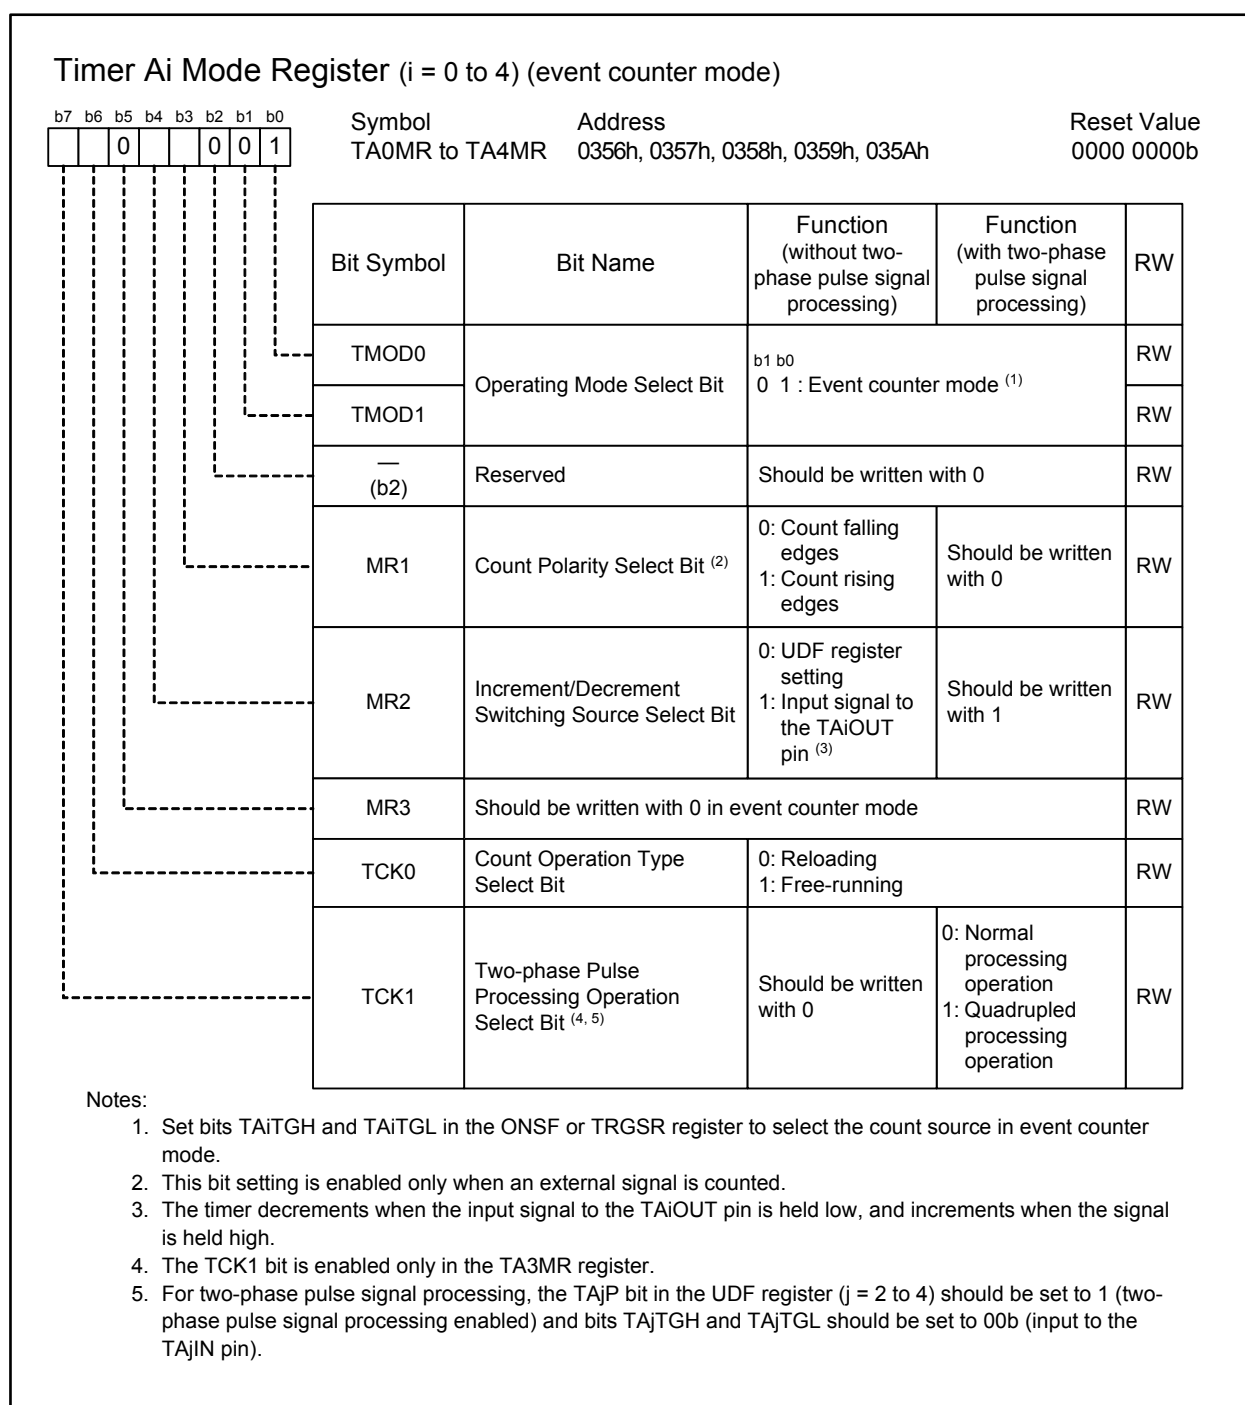 Timer Ai Mode Register (i = 0 to 4) (event counter mode)
b7 b6 b5 b4 b3 b2 b1 b0
0 0 0 1
Symbol Address Reset Value
TA0MR to TA4MR 0356h, 0357h, 0358h, 0359h, 035Ah 0000 0000b
Bit Symbol
Bit Name
Function
(without two-
phase pulse signal
processing)
Function
(with two-phase
pulse signal
processing)
RW
TMOD0
TMOD1
Operating Mode Select Bit
b1 b0
0 1 : Event counter mode (1)
RW
RW
—
(b2)
Reserved
Should be written with 0
RW
MR1
Count Polarity Select Bit (2)
0: Count falling
edges
1: Count rising
edges
Should be written
with 0
RW
MR2
Increment/Decrement
Switching Source Select Bit
0: UDF register
setting
1: Input signal to
the TAiOUT
pin (3)
Should be written
with 1
RW
MR3
Should be written with 0 in event counter mode
RW
TCK0
Count Operation Type
Select Bit
0: Reloading
1: Free-running
RW
TCK1
Two-phase Pulse
Processing Operation
Select Bit (4, 5)
Should be written
with 0
0: Normal
processing
operation
1: Quadrupled
processing
operation
RW
Notes:
1. Set bits TAiTGH and TAiTGL in the ONSF or TRGSR register to select the count source in event counter
mode.
2. This bit setting is enabled only when an external signal is counted.
3. The timer decrements when the input signal to the TAiOUT pin is held low, and increments when the signal
is held high.
4. The TCK1 bit is enabled only in the TA3MR register.
5. For two-phase pulse signal processing, the TAjP bit in the UDF register (j = 2 to 4) should be set to 1 (two-
phase pulse signal processing enabled) and bits TAjTGH and TAjTGL should be set to 00b (input to the
TAjIN pin).